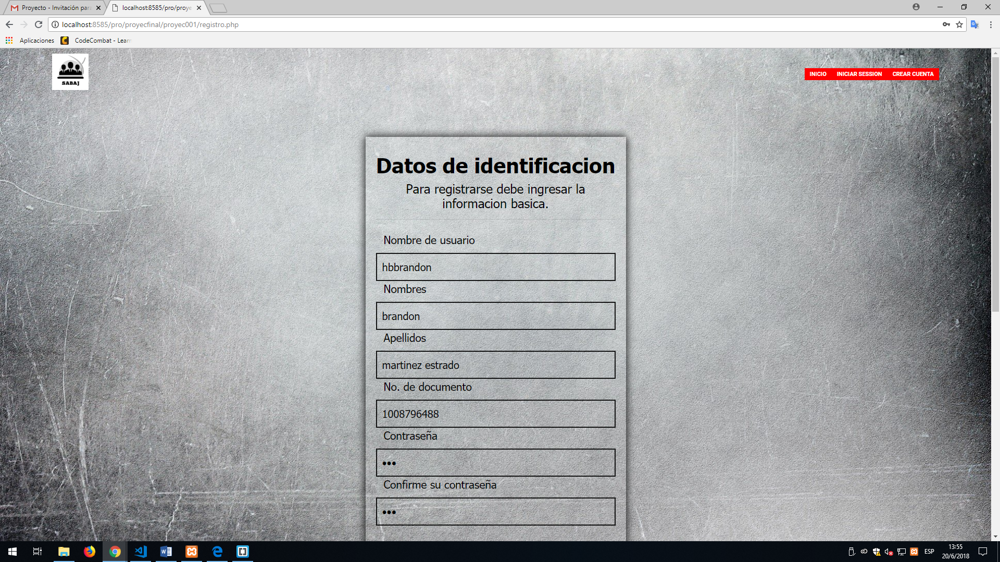 Proyecto - Invitación para
localhost:8585/pro/proye
localhost:8585/pro/proyecfinal/proyec001/registro.php
Aplicaciones
CodeCombat - Learn
SABAJ
INICIO
INICIAR SESSION
CREAR CUENTA
Datos de identificacion
Para registrarse debe ingresar la
informacion basica.
Nombre de usuario
hbbrandon
Nombres
brandon
Apellidos
martinez estrado
No. de documento
1008796488
Contraseña
•••
Confirme su contraseña
•••
ESP
13:55
20/6/2018